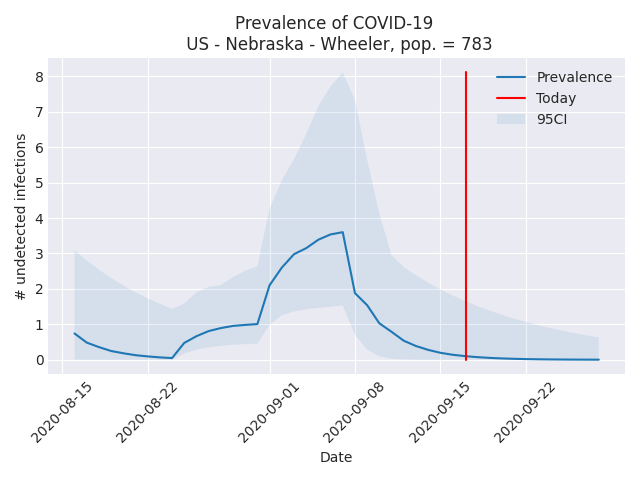 Prevalence of COVID-19
US - Nebraska - Wheeler, pop. = 783
Prevalence
Today
95CI
# undetected infections
8
7
6
5
4
3
2
1
0
2020-08-15
2020-08-22
2020-09-01
2020-09-08
2020-09-15
2020-09-22
Date